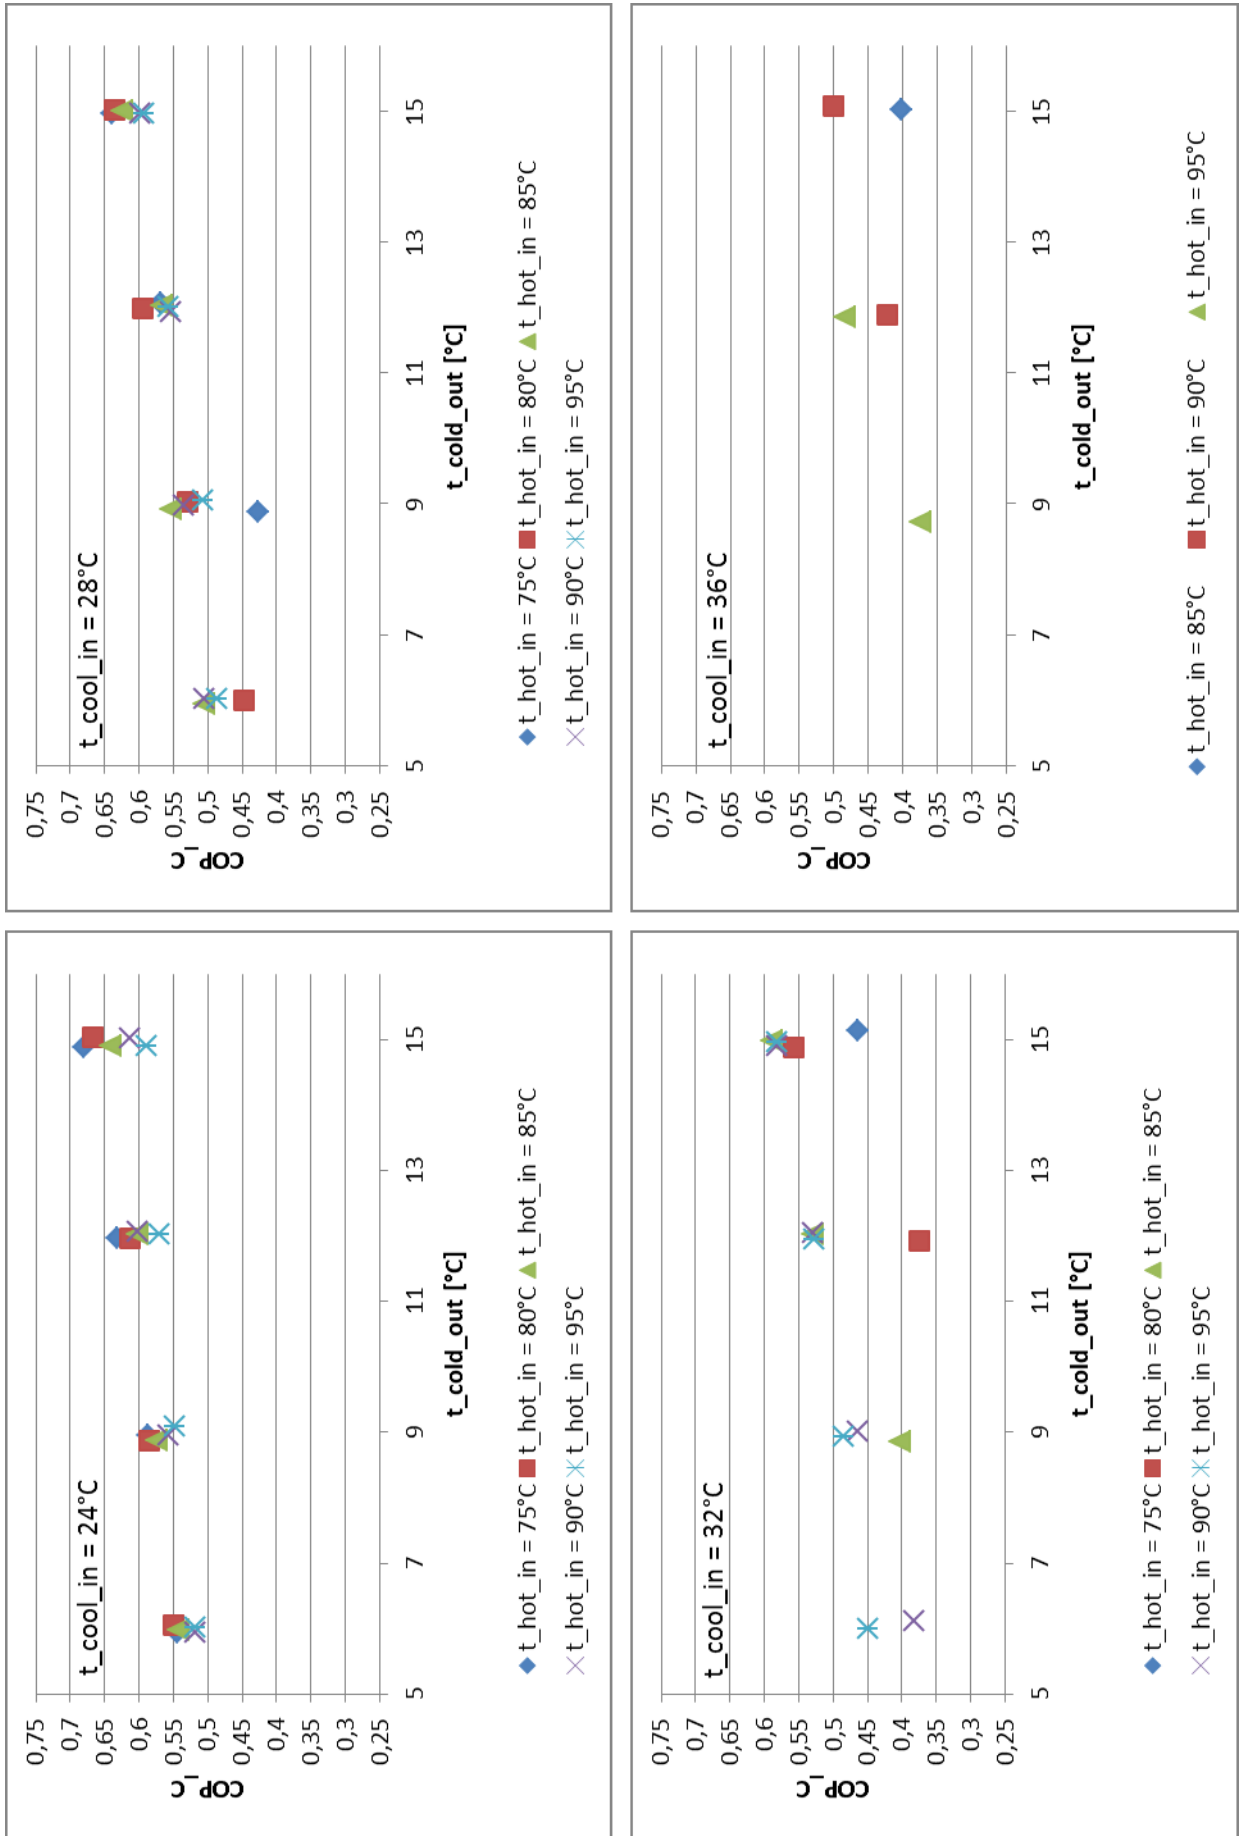 t_cool_in = 24°C
0,75
0,7
0,65
0,6
0,55
0,5
0,45
0,4
0,35
0,3
0,25
COP_C
5 7 9 11 13 15
t_cold_out [°C]
t_hot_in = 75°C t_hot_in = 80°C t_hot_in = 85°C
t_hot_in = 90°C t_hot_in = 95°C
t_cool_in = 28°C
0,75
0,7
0,65
0,6
0,55
0,5
0,45
0,4
0,35
0,3
0,25
COP_C
5 7 9 11 13 15
t_cold_out [°C]
t_hot_in = 75°C t_hot_in = 80°C t_hot_in = 85°C
t_hot_in = 90°C t_hot_in = 95°C
t_cool_in = 32°C
0,75
0,7
0,65
0,6
0,55
0,5
0,45
0,4
0,35
0,3
0,25
COP_C
5 7 9 11 13 15
t_cold_out [°C]
t_hot_in = 75°C t_hot_in = 80°C t_hot_in = 85°C
t_hot_in = 90°C t_hot_in = 95°C
t_cool_in = 36°C
0,75
0,7
0,65
0,6
0,55
0,5
0,45
0,4
0,35
0,3
0,25
COP_C
5 7 9 11 13 15
t_cold_out [°C]
t_hot_in = 85°C t_hot_in = 90°C t_hot_in = 95°C